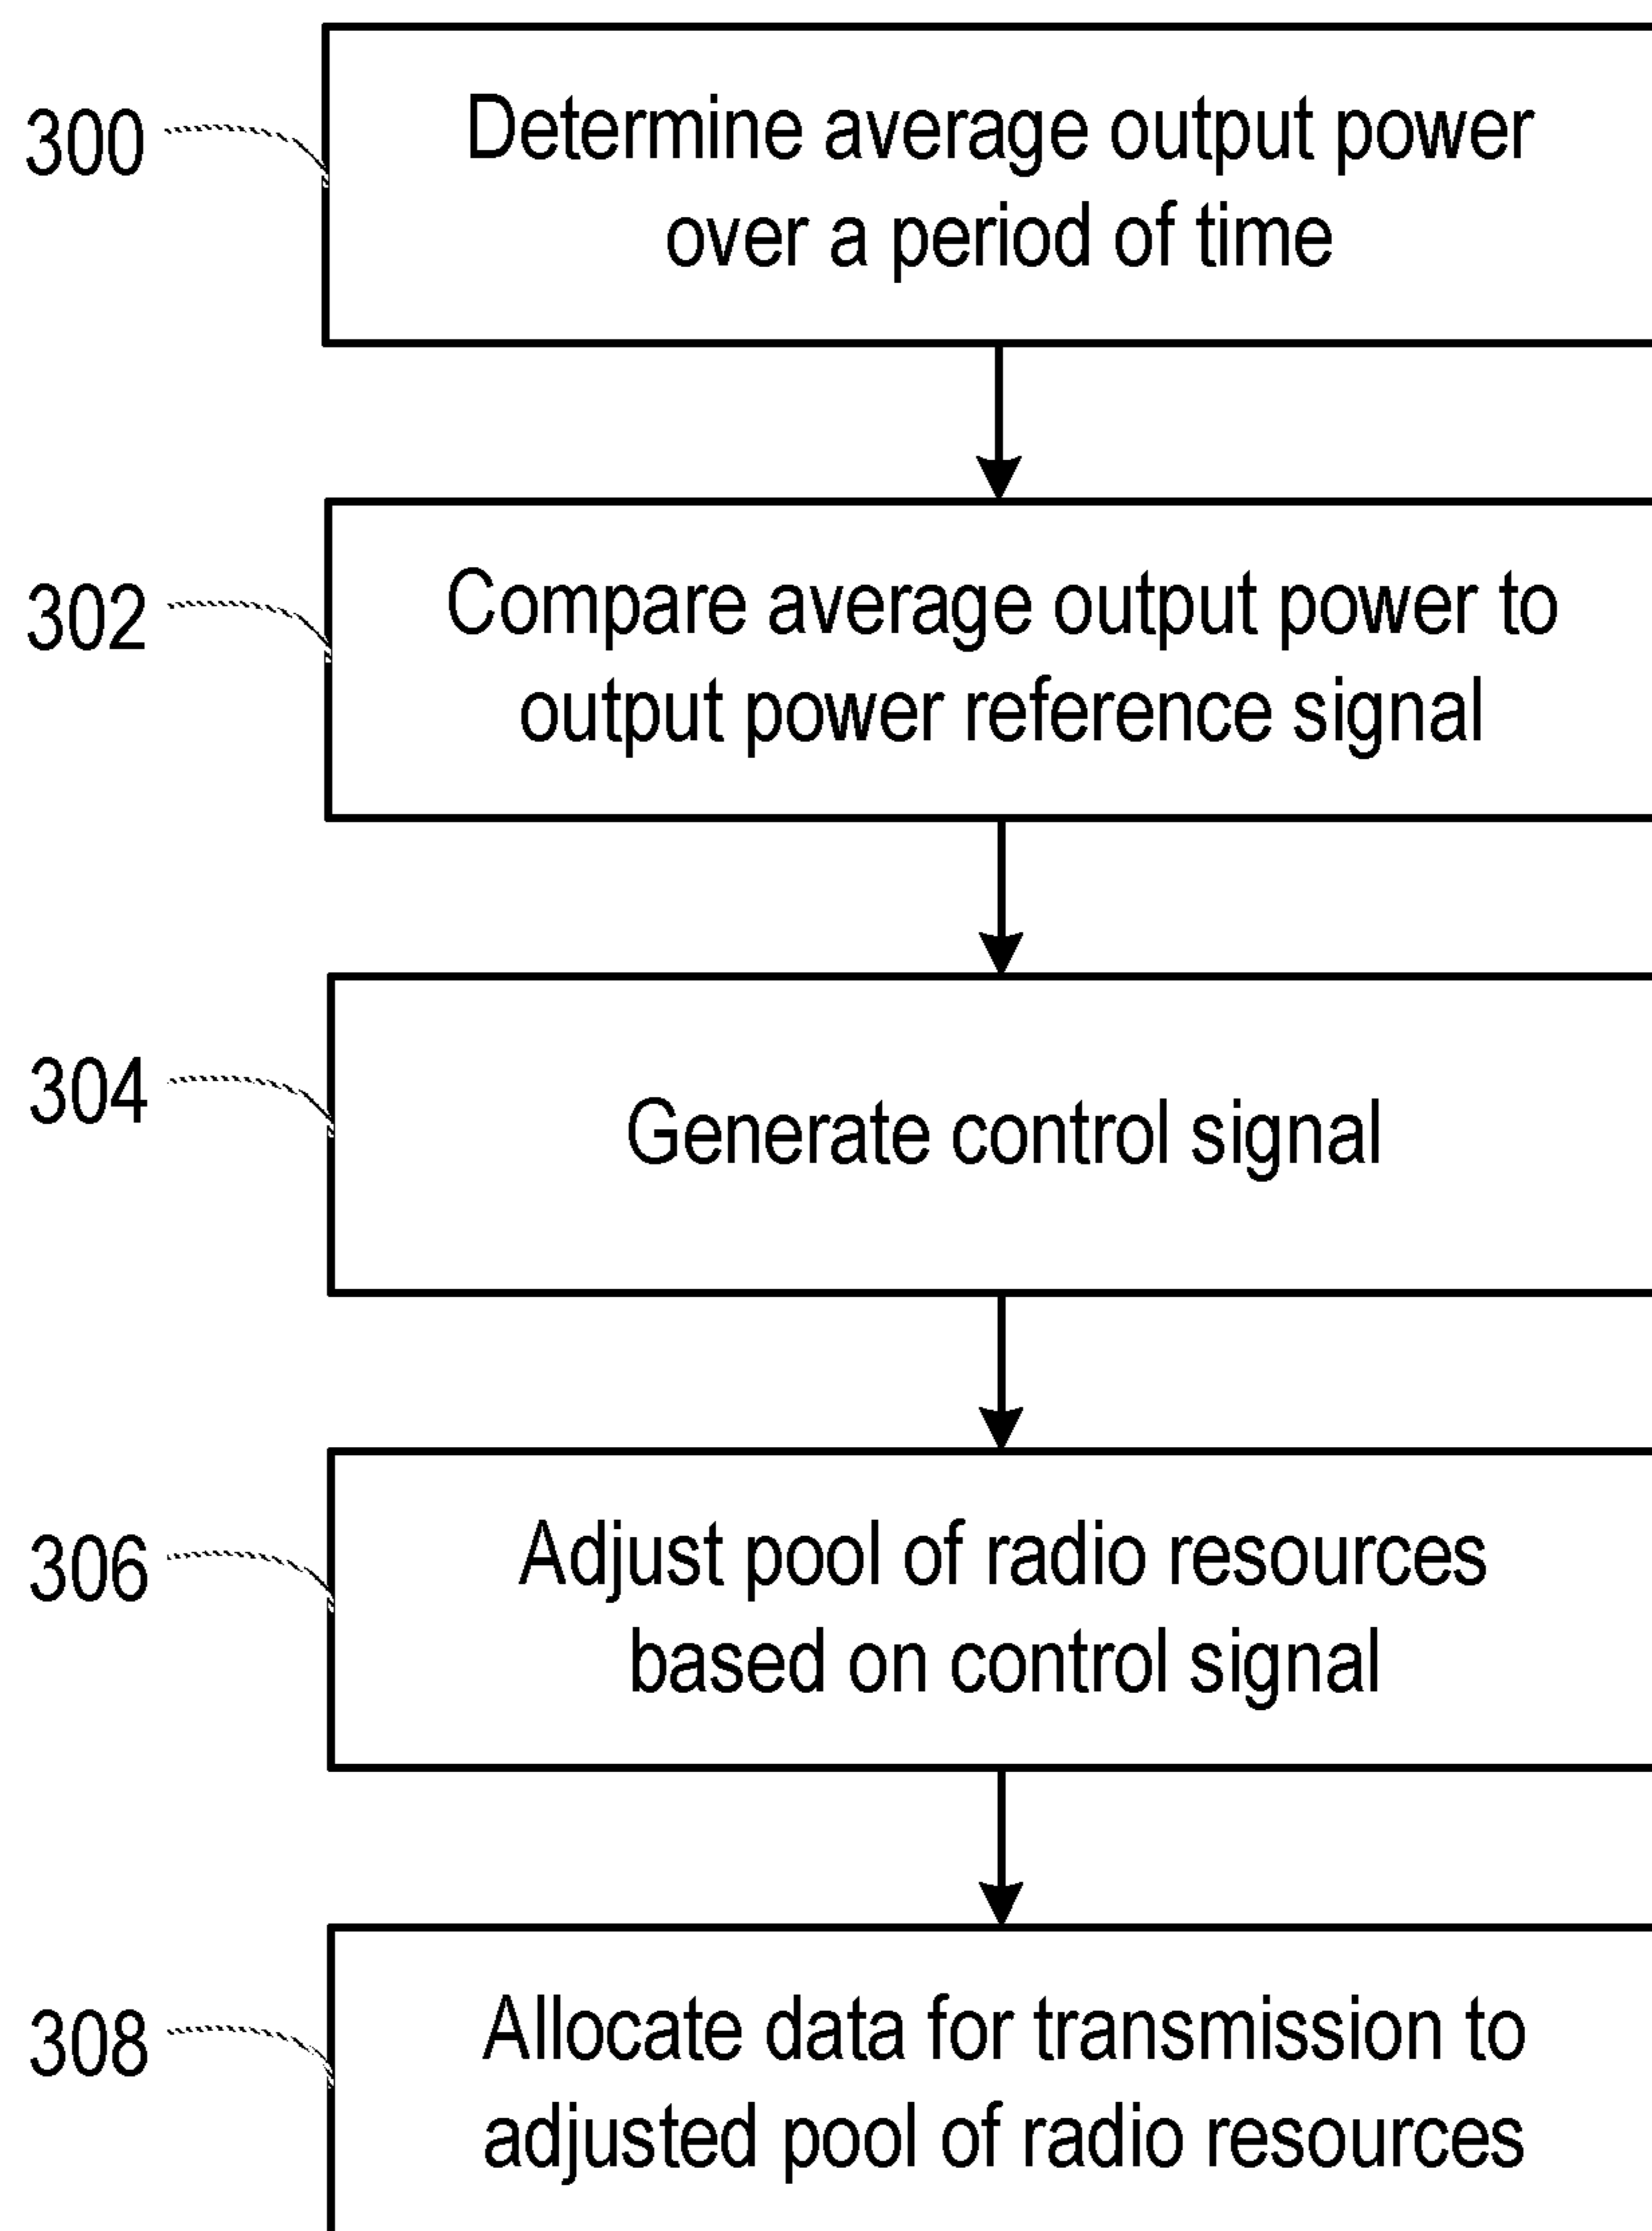 300
Determine average output power
over a period of time
302
Compare average output power to
output power reference signal
304
Generate control signal
306
Adjust pool of radio resources
based on control signal
308
Allocate data for transmission to
adjusted pool of radio resources